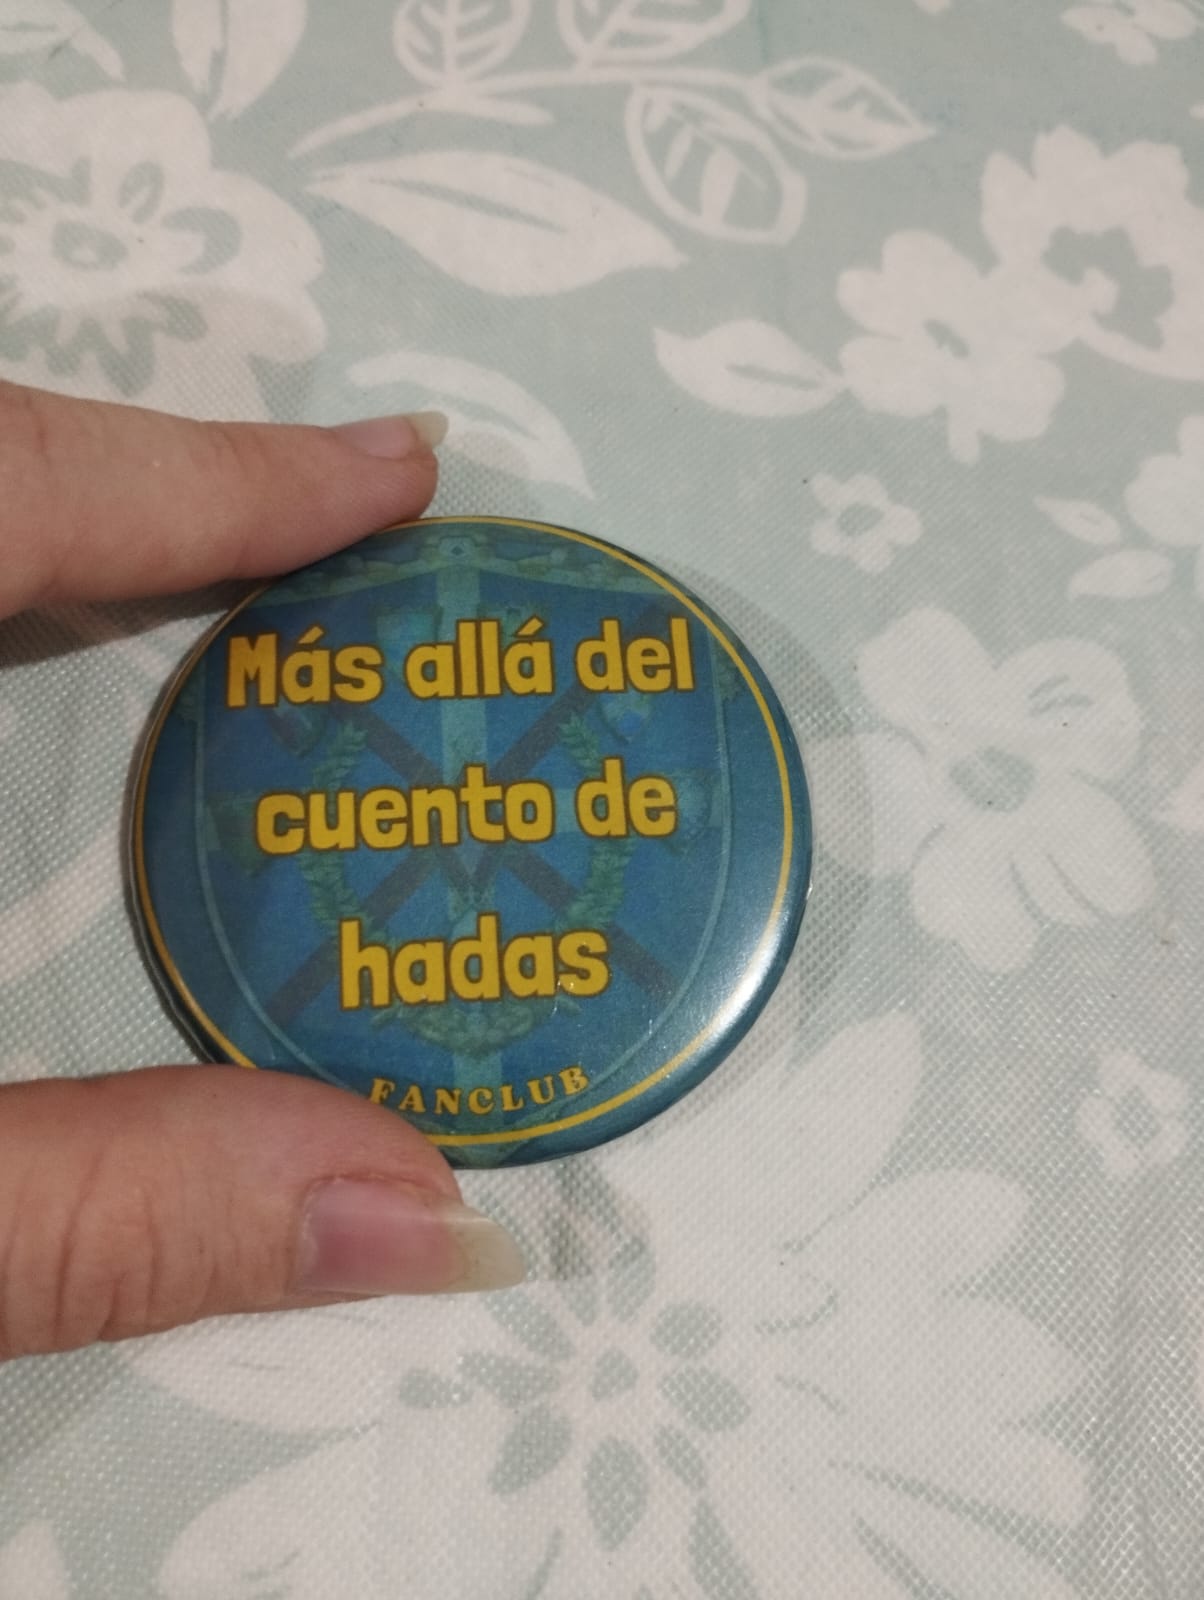 Más allá del
cuento de
hadas
FANCLUB